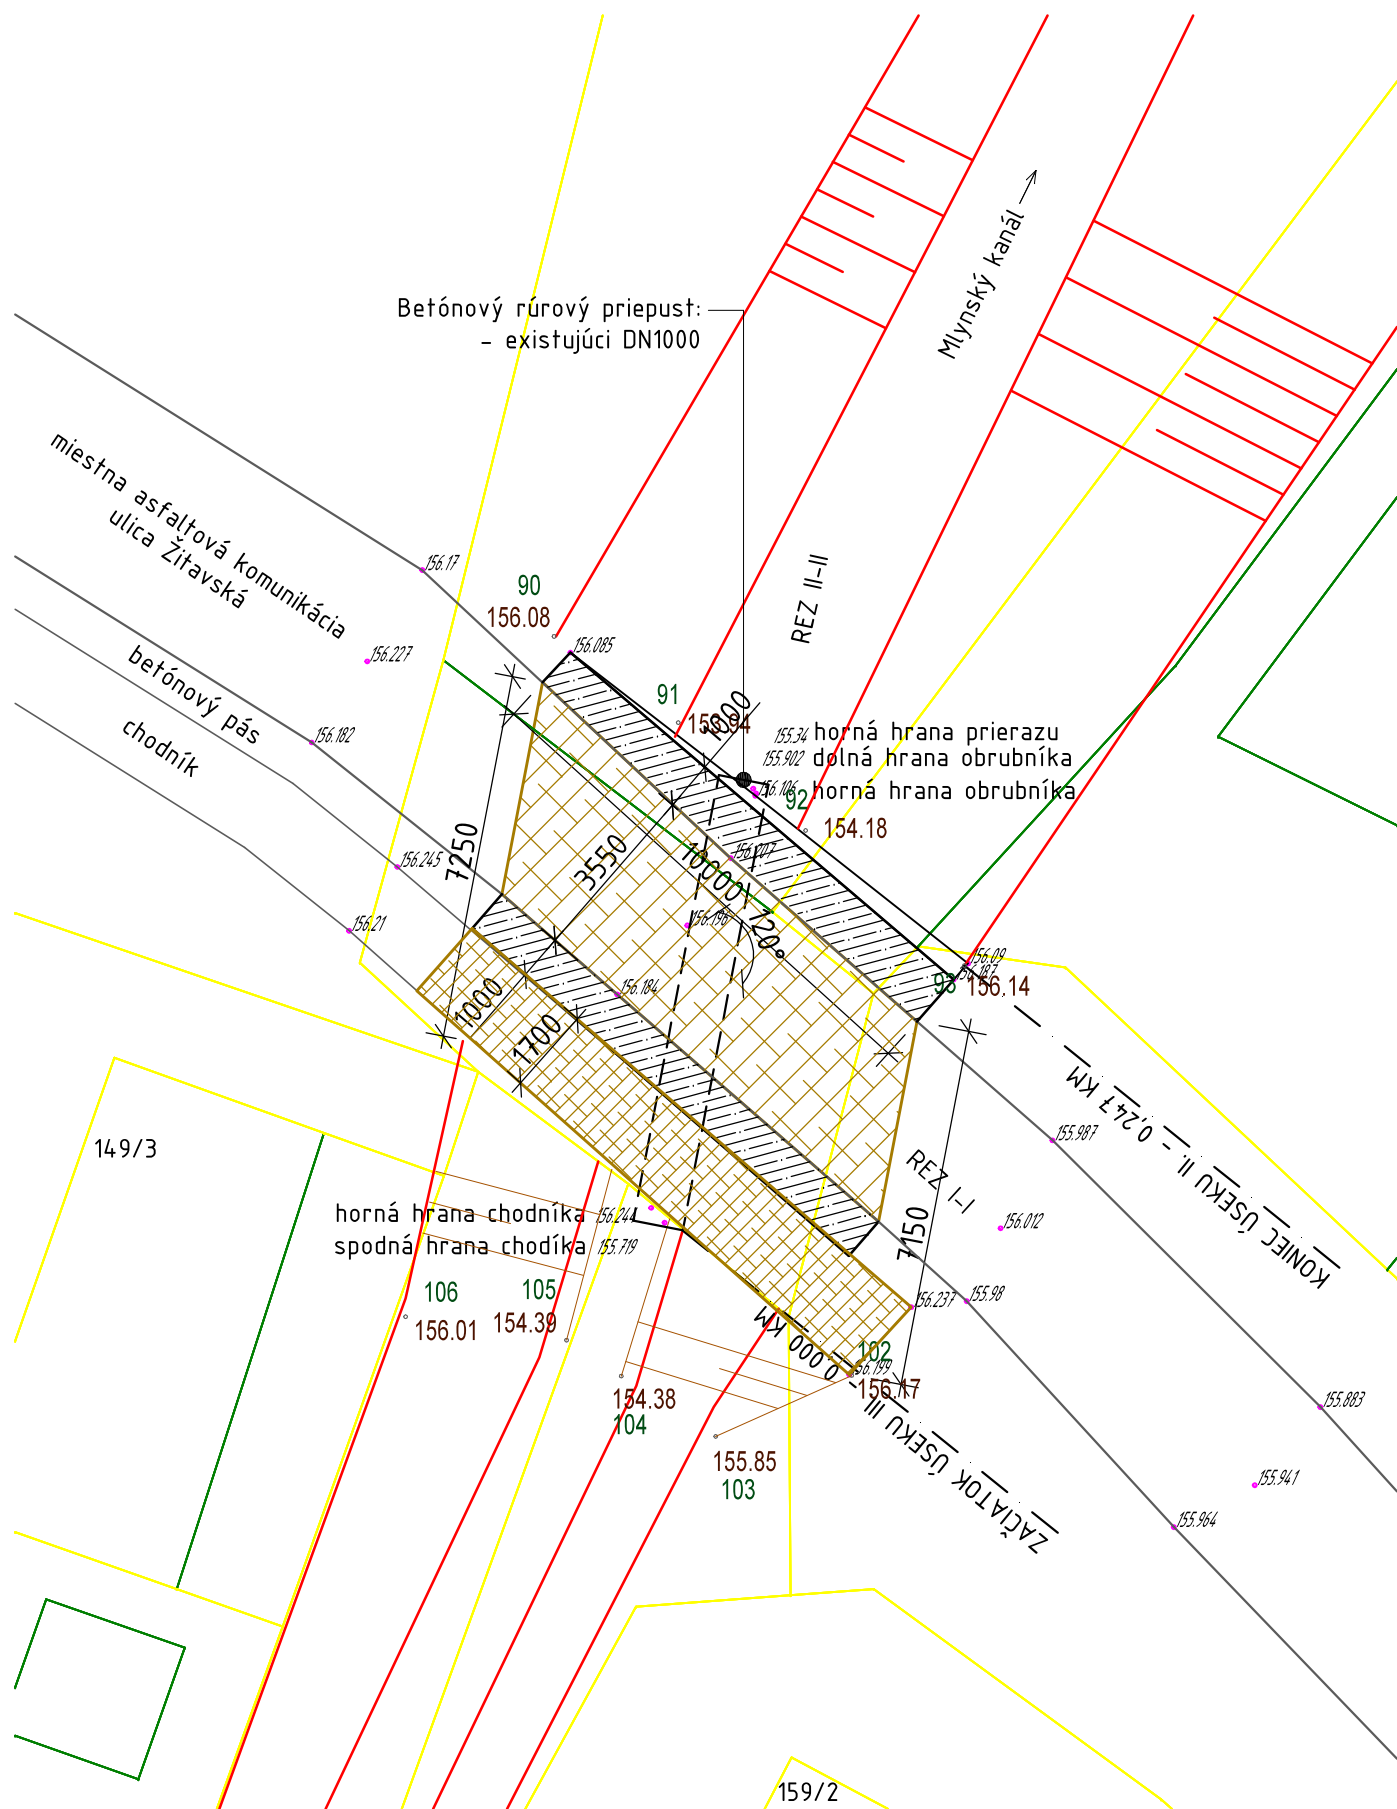 Betónový rúrový priepust:
- existujúci DN1000
Mlynský kanál
miestna asfaltová komunikácia
ulica Žitavská
betónový pás
chodník
156.17
156.227
156.182
156.245
156.21
90
156.08
156.085
91
153.94
1000
REZ II-II
155.34 horná hrana prierazu
155.902 dolná hrana obrubníka
156.106 horná hrana obrubníka
92
154.18
7250
3550
10000
156.207
120°
156.196
156.184
1000
1700
156.09
156.187
93
156.14
KONIEC ÚSEKU II. - 0,247 KM
155.987
REZ I-I
7150
156.012
149/3
horná hrana chodníka 156.244
spodná hrana chodíka 155.719
106
156.01
105
154.39
154.38
104
155.85
103
156.237
155.98
102
156.199
156.17
ZAČIATOK ÚSEKU III - 0,000 KM
155.883
155.941
155.964
159/2